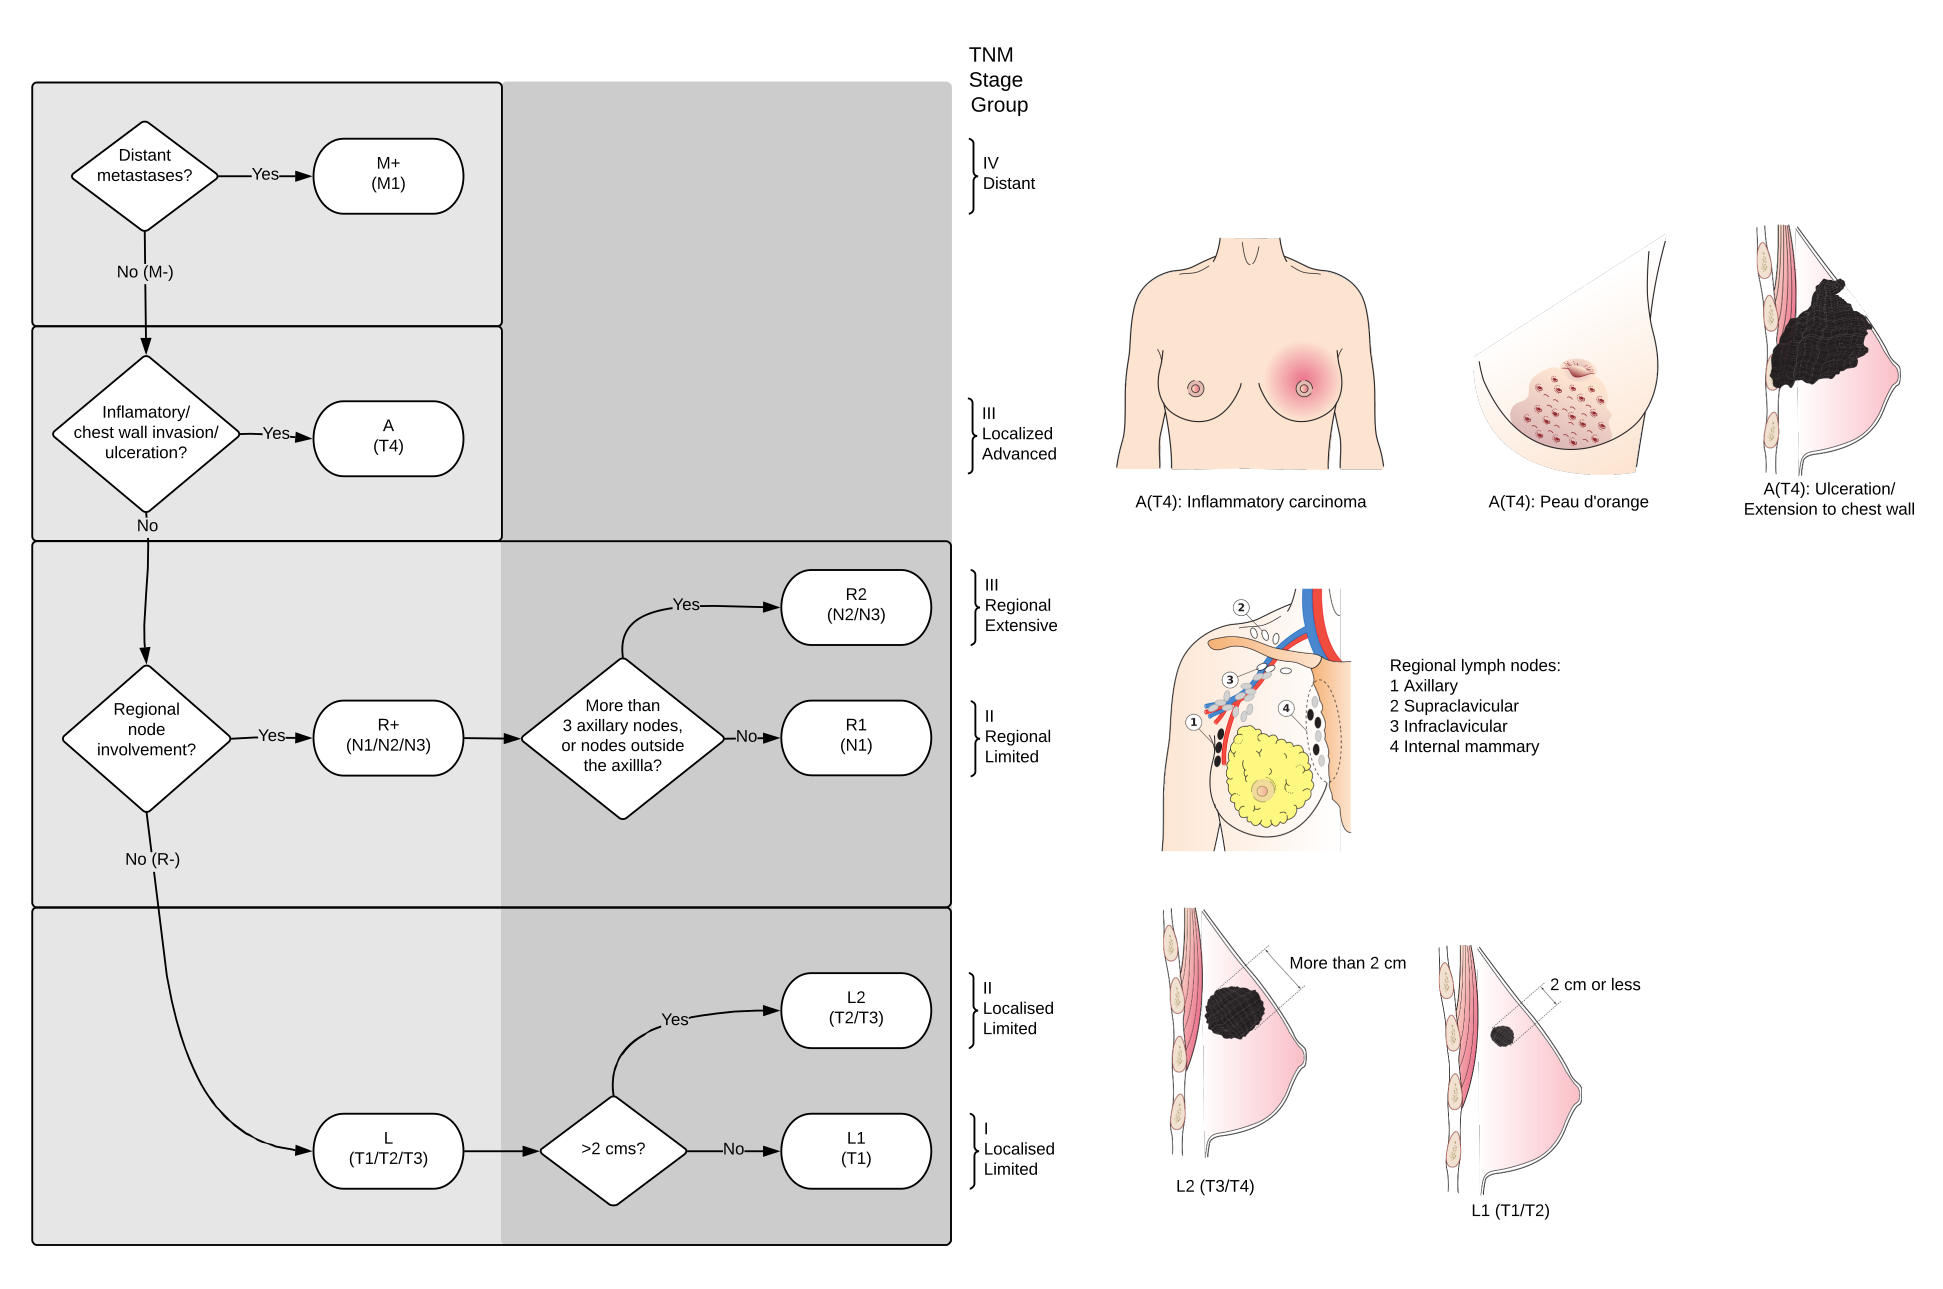 TNM
Stage
Group
Distant
metastases?
Yes
M+
(M1)
IV
Distant
No (M-)
Inflamatory/
chest wall invasion/
ulceration?
Yes
A
(T4)
III
Localized
Advanced
No
A(T4): Inflammatory carcinoma
A(T4): Peau d'orange
A(T4): Ulceration/
Extension to chest wall
Regional
node
involvement?
Yes
R+
(N1/N2/N3)
More than
3 axillary nodes,
or nodes outside
the axillla?
Yes
R2
(N2/N3)
III
Regional
Extensive
No
R1
(N1)
II
Regional
Limited
No (R-)
2
3
1
4
Regional lymph nodes:
1 Axillary
2 Supraclavicular
3 Infraclavicular
4 Internal mammary
L
(T1/T2/T3)
>2 cms?
Yes
L2
(T2/T3)
II
Localised
Limited
No
L1
(T1)
I
Localised
Limited
More than 2 cm
L2 (T3/T4)
2 cm or less
L1 (T1/T2)